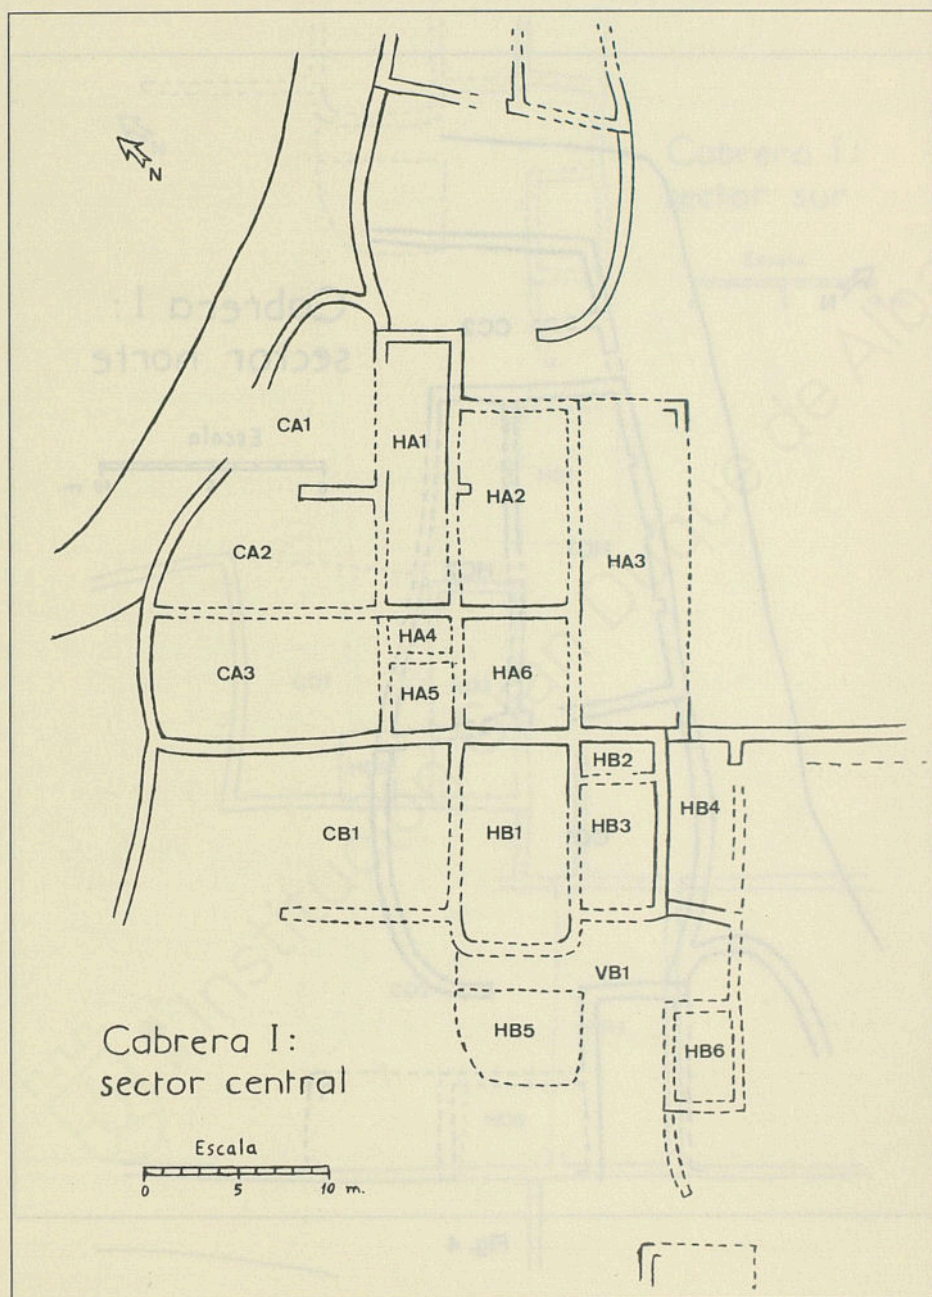 N
CA1
HA1
HA2
CA2
HA3
HA4
CA3
HA5
HA6
HB2
HB4
CB1
HB1
HB3
VB1
HB5
HB6
Cabrera I:
sector central
Escala
0 5 10 m.